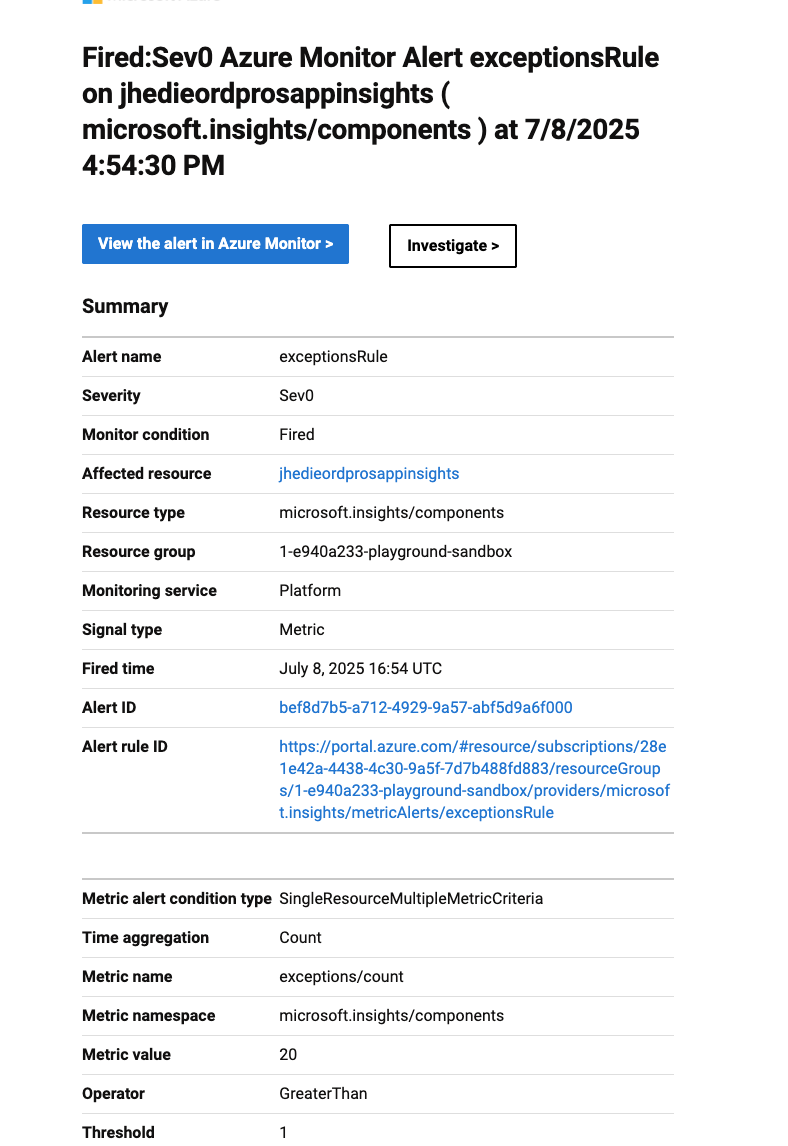 Fired:Sev0 Azure Monitor Alert exceptionsRule
on jhedieordprosappinsights (
microsoft.insights/components ) at 7/8/2025
4:54:30 PM
View the alert in Azure Monitor >
Investigate >
Summary
Alert name exceptionsRule
Severity Sev0
Monitor condition Fired
Affected resource jhedieordprosappinsights
Resource type microsoft.insights/components
Resource group 1-e940a233-playground-sandbox
Monitoring service Platform
Signal type Metric
Fired time July 8, 2025 16:54 UTC
Alert ID bef8d7b5-a712-4929-9a57-abf5d9a6f000
Alert rule ID https://portal.azure.com/#resource/subscriptions/28e
1e42a-4438-4c30-9a5f-7d7b488fd883/resourceGroup
s/1-e940a233-playground-sandbox/providers/microsof
t.insights/metricAlerts/exceptionsRule
Metric alert condition type SingleResourceMultipleMetricCriteria
Time aggregation Count
Metric name exceptions/count
Metric namespace microsoft.insights/components
Metric value 20
Operator GreaterThan
Threshold 1